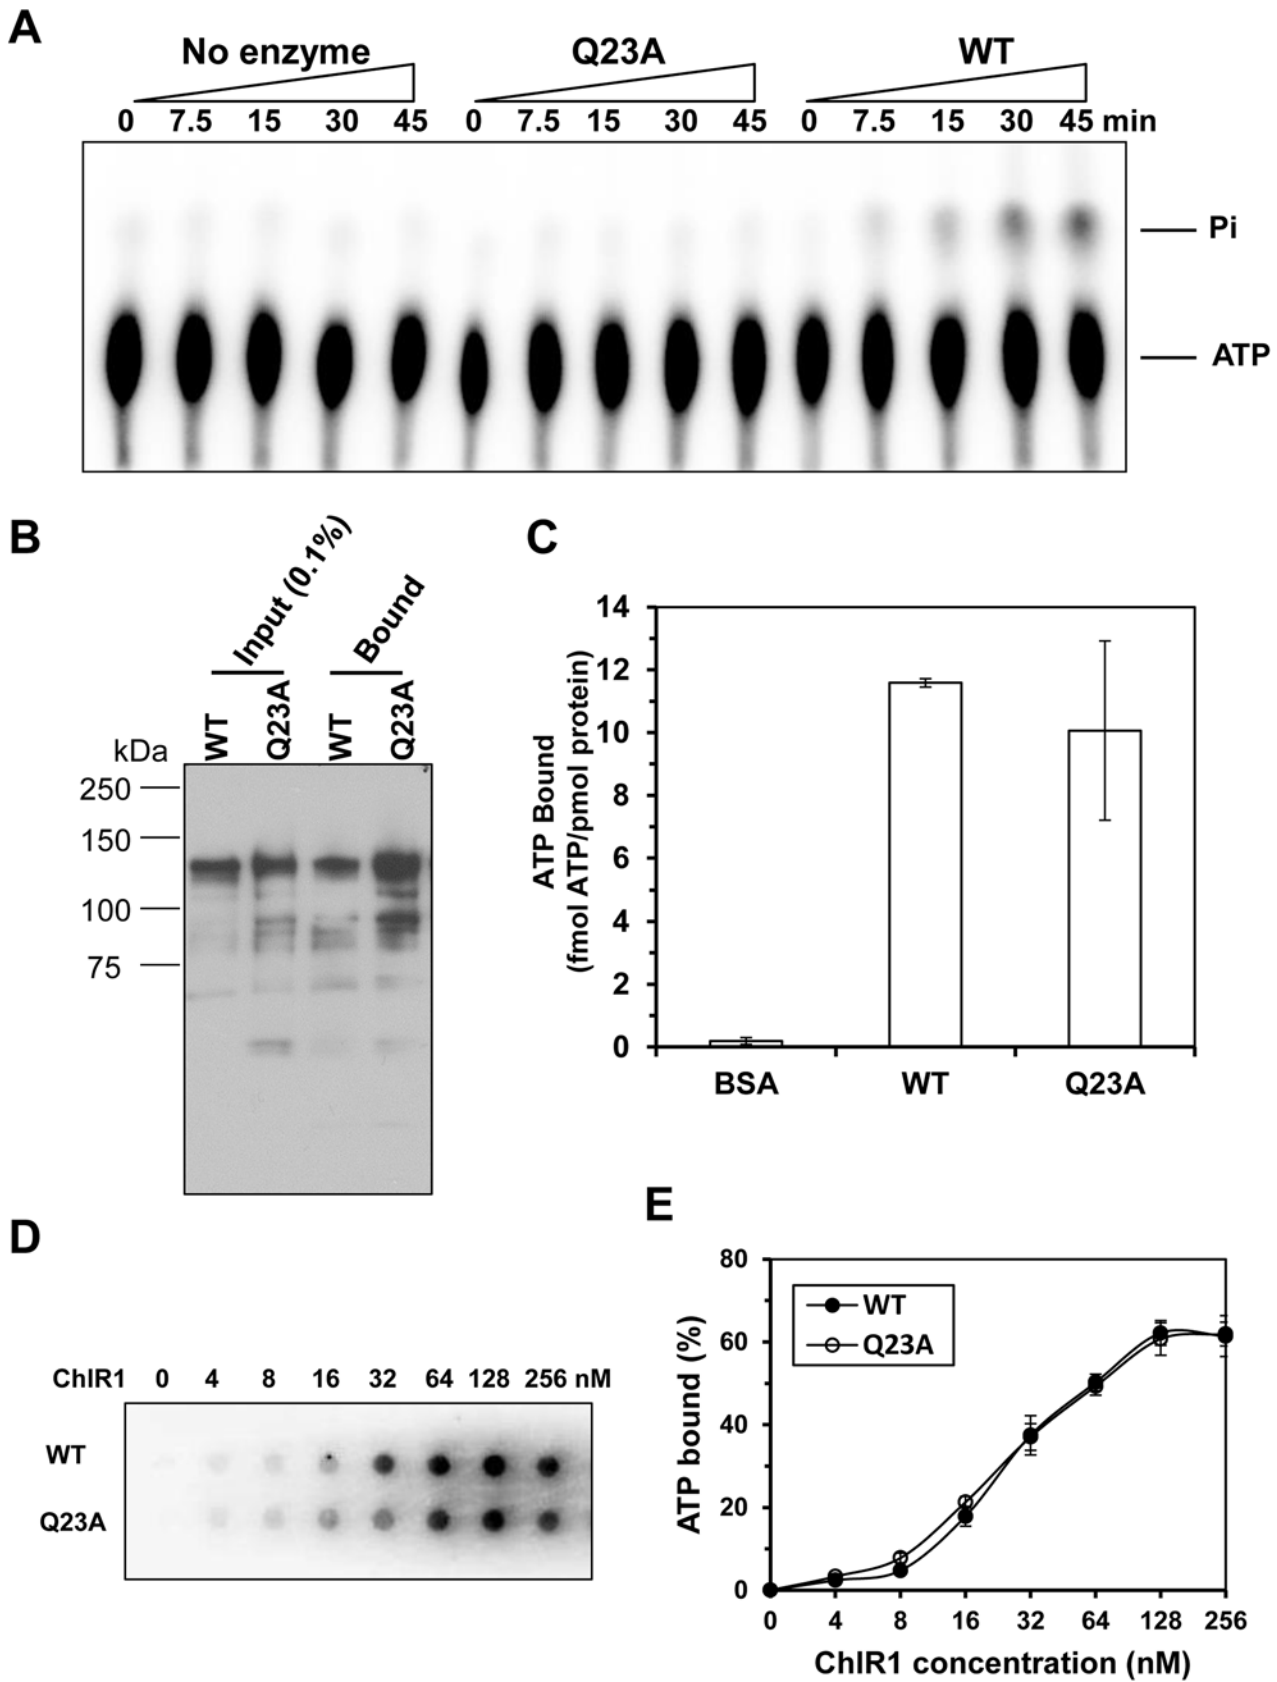 A
No enzyme Q23A WT
0 7.5 15 30 45 0 7.5 15 30 45 0 7.5 15 30 45 min
Pi
ATP
B
Input (0.1%)
Bound
WT
Q23A
WT
Q23A
kDa
250
150
100
75
C
ATP Bound
(fmol ATP/pmol protein)
14
12
10
8
6
4
2
0
BSA WT Q23A
D
ChlR1 0 4 8 16 32 64 128 256 nM
WT
Q23A
E
ATP bound (%)
80
60
40
20
0
WT
Q23A
0 4 8 16 32 64 128 256
ChlR1 concentration (nM)